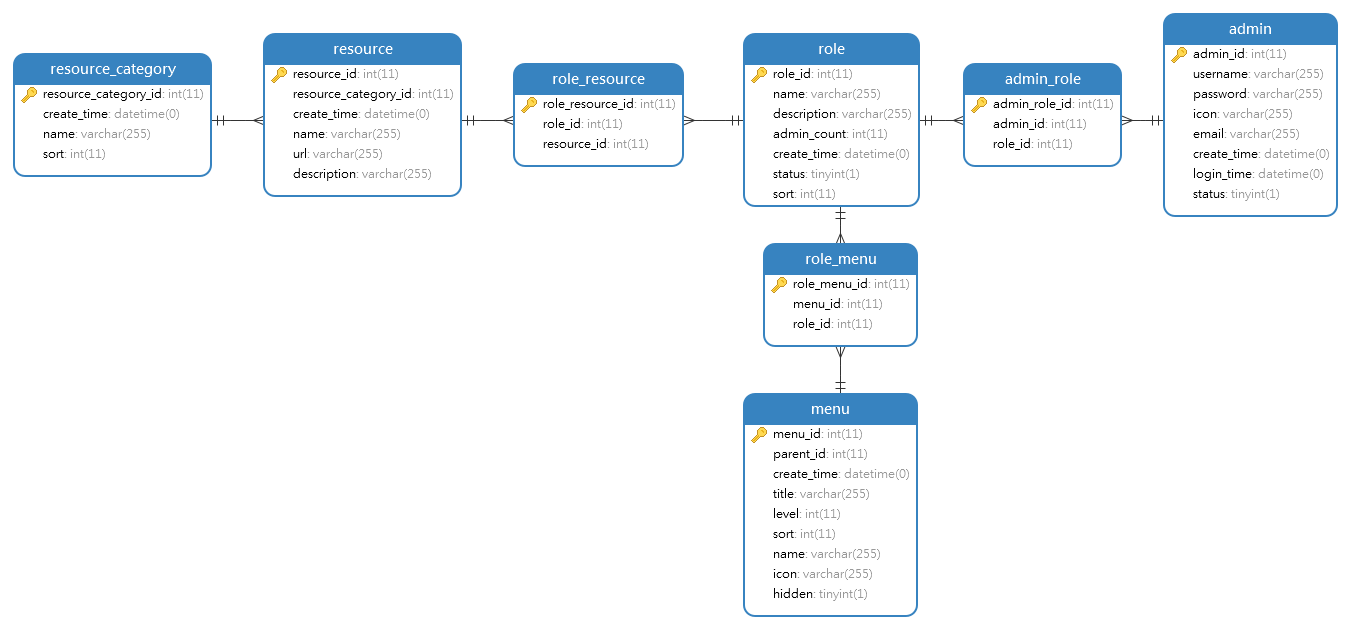 resource_category
resource_category_id: int(11)
create_time: datetime(0)
name: varchar(255)
sort: int(11)
resource
resource_id: int(11)
resource_category_id: int(11)
create_time: datetime(0)
name: varchar(255)
url: varchar(255)
description: varchar(255)
role_resource
role_resource_id: int(11)
role_id: int(11)
resource_id: int(11)
role
role_id: int(11)
name: varchar(255)
description: varchar(255)
admin_count: int(11)
create_time: datetime(0)
status: tinyint(1)
sort: int(11)
admin_role
admin_role_id: int(11)
admin_id: int(11)
role_id: int(11)
admin
admin_id: int(11)
username: varchar(255)
password: varchar(255)
icon: varchar(255)
email: varchar(255)
create_time: datetime(0)
login_time: datetime(0)
status: tinyint(1)
role_menu
role_menu_id: int(11)
menu_id: int(11)
role_id: int(11)
menu
menu_id: int(11)
parent_id: int(11)
create_time: datetime(0)
title: varchar(255)
level: int(11)
sort: int(11)
name: varchar(255)
icon: varchar(255)
hidden: tinyint(1)